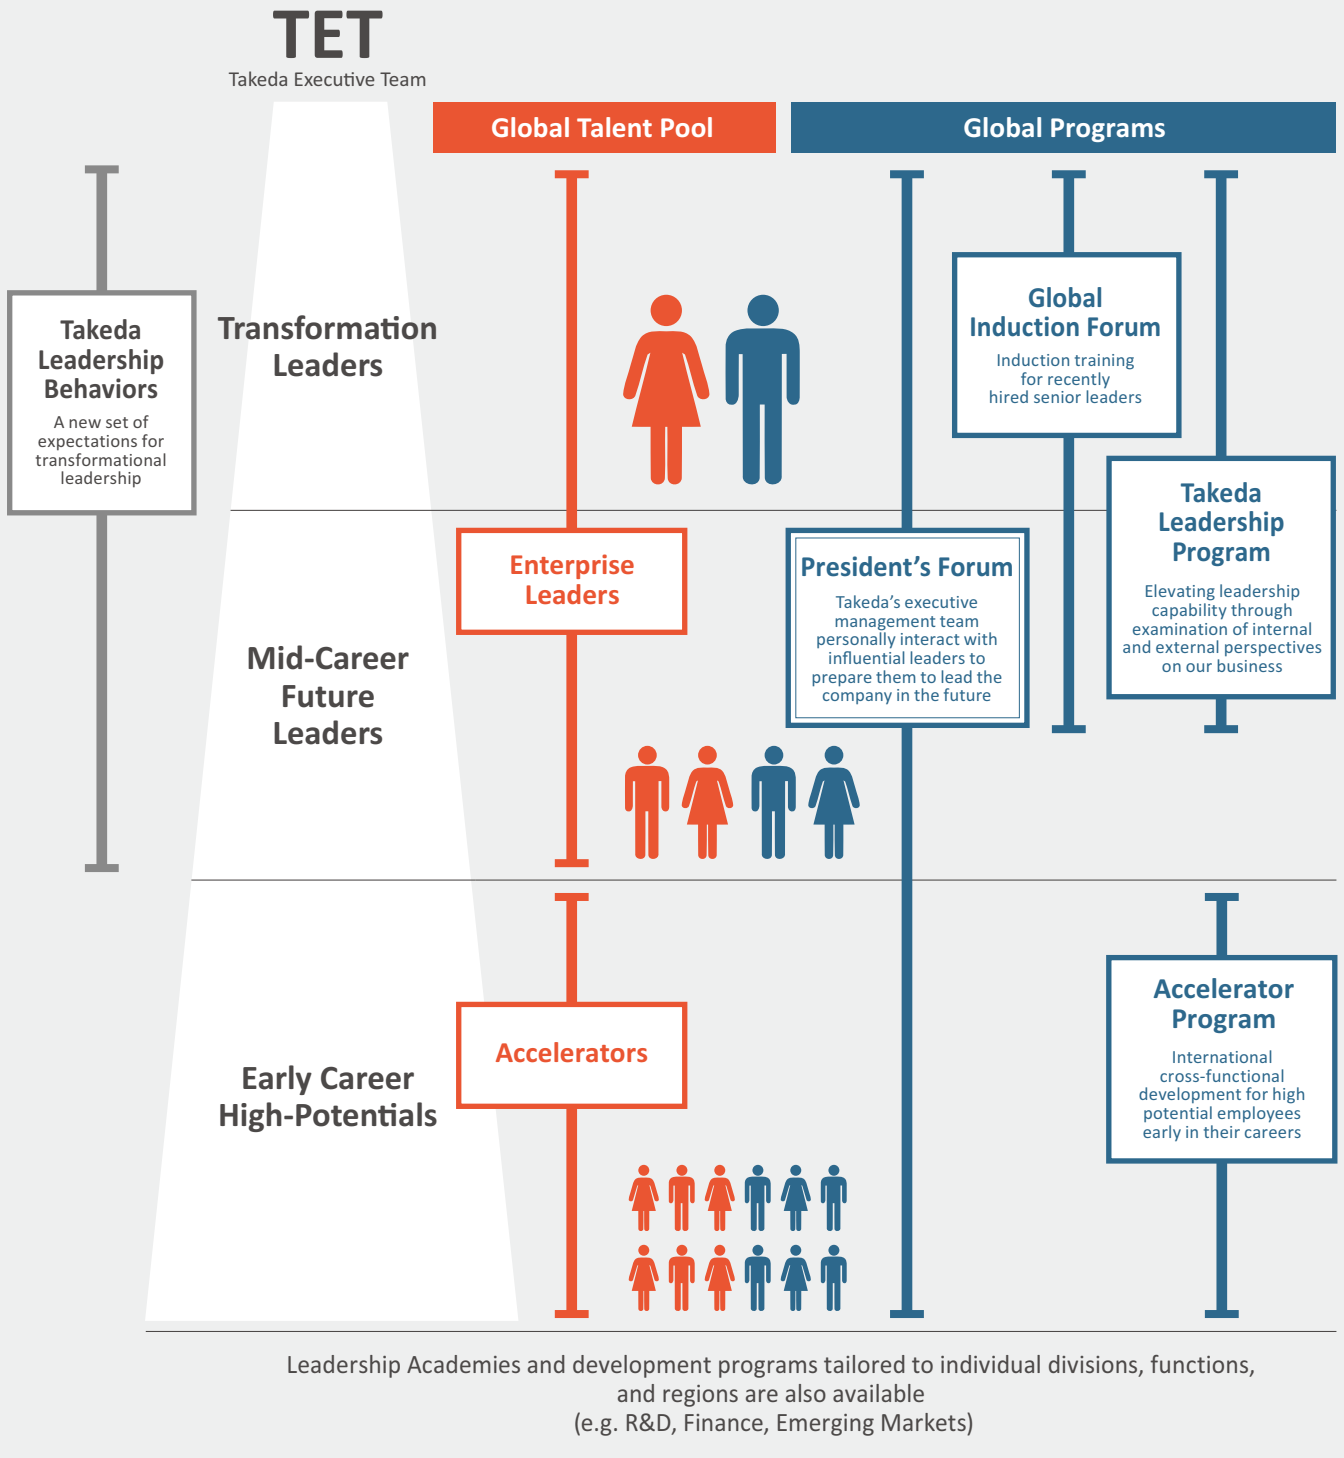 TET
Takeda Executive Team
Global Talent Pool
Global Programs
Takeda
Leadership
Behaviors
A new set of
expectations for
transformational
leadership
Transformation
Leaders
Global
Induction Forum
Induction training
for recently
hired senior leaders
Takeda
Leadership
Program
Elevating leadership
capability through
examination of internal
and external perspectives
on our business
Enterprise
Leaders
President’s Forum
Takeda’s executive
management team
personally interact with
influential leaders to
prepare them to lead the
company in the future
Mid-Career
Future
Leaders
Accelerators
Early Career
High-Potentials
Accelerator
Program
International
cross-functional
development for high
potential employees
early in their careers
Leadership Academies and development programs tailored to individual divisions, functions,
and regions are also available
(e.g. R&D, Finance, Emerging Markets)